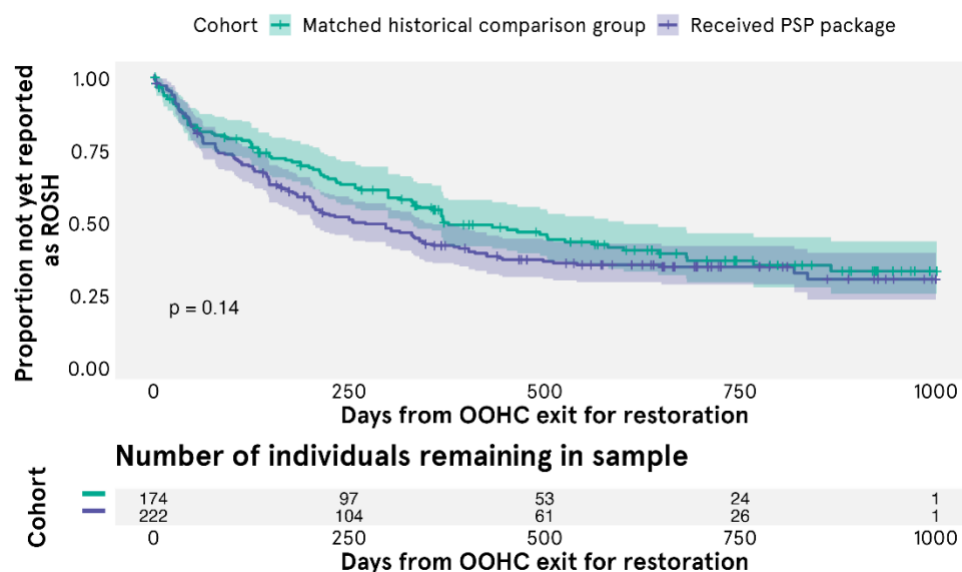 Cohort Matched historical comparison group Received PSP package
Proportion not yet reported
as ROSH
1.00
0.75
0.50
0.25
0.00
p = 0.14
0 250 500 750 1000
Days from OOHC exit for restoration
Number of individuals remaining in sample
Cohort
174 97 53 24 1
222 104 61 26 1
0 250 500 750 1000
Days from OOHC exit for restoration